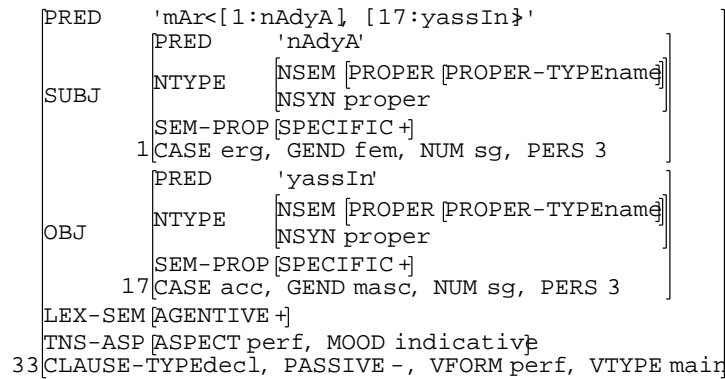 PRED 'mAr<[1:nAdyA], [17:yassIn]>'
PRED 'nAdyA'
NTYPE NSEM PROPER PROPER-TYPE name
NSYN proper
SUBJ
SEM-PROP SPECIFIC +
1 CASE erg, GEND fem, NUM sg, PERS 3
PRED 'yassIn'
NTYPE NSEM PROPER PROPER-TYPE name
NSYN proper
OBJ
SEM-PROP SPECIFIC +
17 CASE acc, GEND masc, NUM sg, PERS 3
LEX-SEM AGENTIVE +
TNS-ASP ASPECT perf, MOOD indicative
33 CLAUSE-TYPE decl, PASSIVE -, VFORM perf, VTYPE main